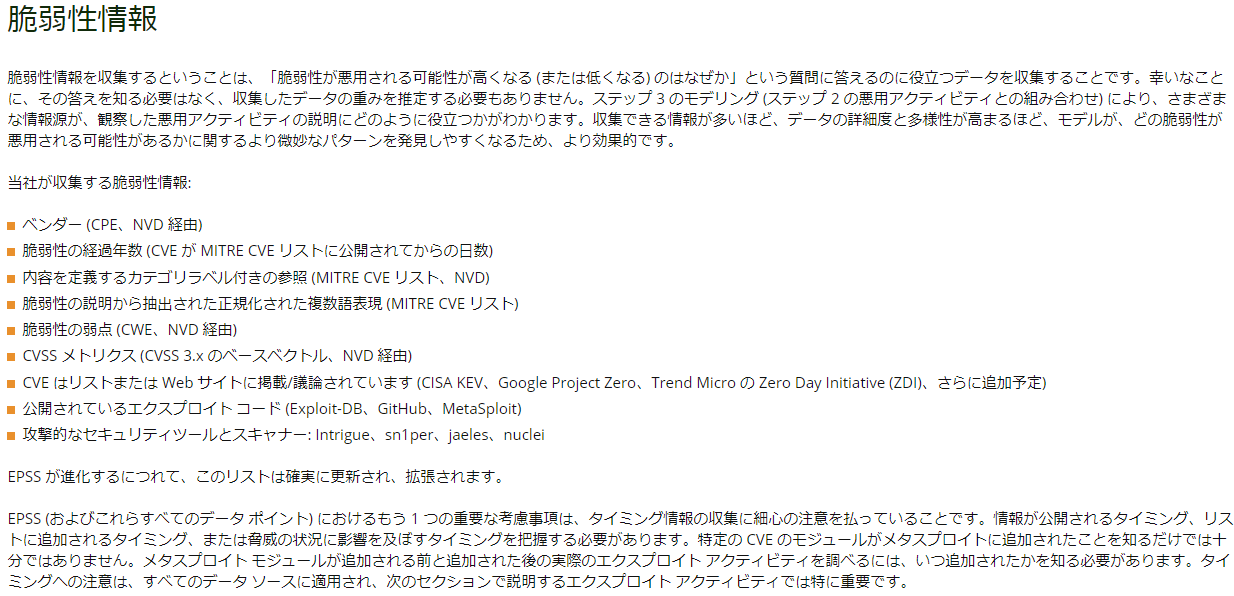 脆弱性情報
脆弱性情報を収集するということは、「脆弱性が悪用される可能性が高くなる (または低くなる) のはなぜか」という質問に答えるのに役立つデータを収集することです。幸いなこと
に、その答えを知る必要はなく、収集したデータの重みを推定する必要もありません。ステップ 3 のモデリング (ステップ 2 の悪用アクティビティとの組み合わせ) により、さまざま
な情報源が、観察した悪用アクティビティの説明にどのように役立つかがわかります。収集できる情報が多いほど、データの詳細度と多様性が高まるほど、モデルが、どの脆弱性が
悪用される可能性があるかに関するより微妙なパターンを発見しやすくなるため、より効果的です。
当社が収集する脆弱性情報:
ベンダー (CPE、NVD 経由)
脆弱性の経過年数 (CVE が MITRE CVE リストに公開されてからの日数)
内容を定義するカテゴリラベル付きの参照 (MITRE CVE リスト、NVD)
脆弱性の説明から抽出された正規化された複数語表現 (MITRE CVE リスト)
脆弱性の弱点 (CWE、NVD 経由)
CVSS メトリクス (CVSS 3.x のベースベクトル、NVD 経由)
CVE はリストまたは Web サイトに掲載/議論されています (CISA KEV、Google Project Zero、Trend Micro の Zero Day Initiative (ZDI)、さらに追加予定)
公開されているエクスプロイト コード (Exploit-DB、GitHub、MetaSploit)
攻撃的なセキュリティツールとスキャナー: Intrigue、sn1per、jaeles、nuclei
EPSS が進化するにつれて、このリストは確実に更新され、拡張されます。
EPSS (およびこれらすべてのデータ ポイント) におけるもう 1 つの重要な考慮事項は、タイミング情報の収集に細心の注意を払っていることです。情報が公開されるタイミング、リス
トに追加されるタイミング、または脅威の状況に影響を及ぼすタイミングを把握する必要があります。特定の CVE のモジュールがメタスプロイトに追加されたことを知るだけでは十
分ではありません。メタスプロイト モジュールが追加される前と追加された後の実際のエクスプロイト アクティビティを調べるには、いつ追加されたかを知る必要があります。タイ
ミングへの注意は、すべてのデータ ソースに適用され、次のセクションで説明するエクスプロイト アクティビティでは特に重要です。